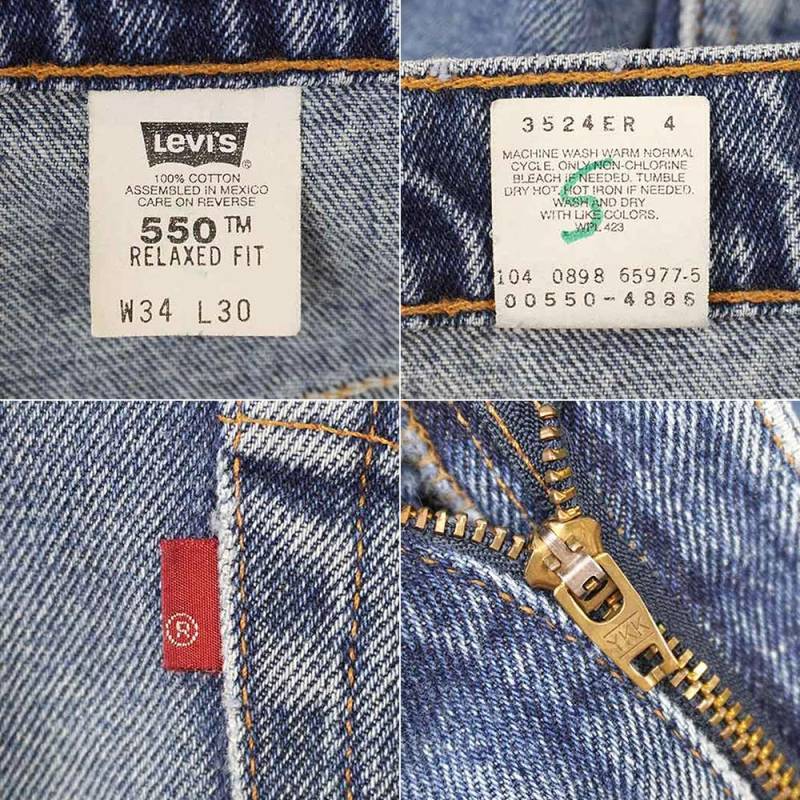 LEVI'S ®
100% COTTON
ASSEMBLED IN MEXICO
CARE ON REVERSE
550™
RELAXED FIT
W34 L30
3524ER 4
MACHINE WASH WARM NORMAL
CYCLE. ONLY NON-CHLORINE
BLEACH IF NEEDED. TUMBLE
DRY HOT. HOT IRON IF NEEDED.
WASH AND DRY
WITH LIKE COLORS.
WPL 423
5
104 0898 65977-5
00550-4886
®
YKK